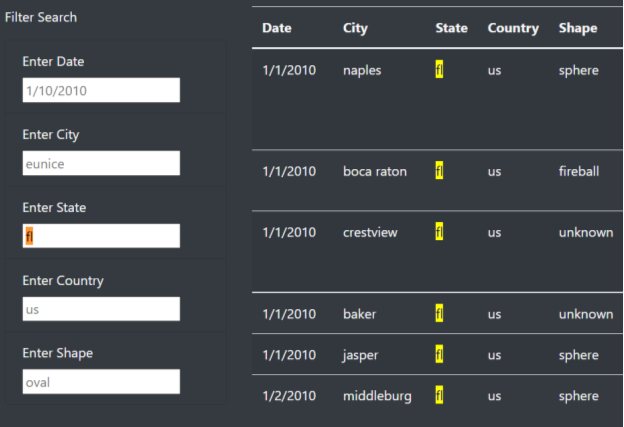 Filter Search
Enter Date
1/10/2010
Enter City
eunice
Enter State
fl
Enter Country
us
Enter Shape
oval
Date City State Country Shape
1/1/2010 naples fl us sphere
1/1/2010 boca raton fl us fireball
1/1/2010 crestview fl us unknown
1/1/2010 baker fl us unknown
1/1/2010 jasper fl us sphere
1/2/2010 middleburg fl us sphere